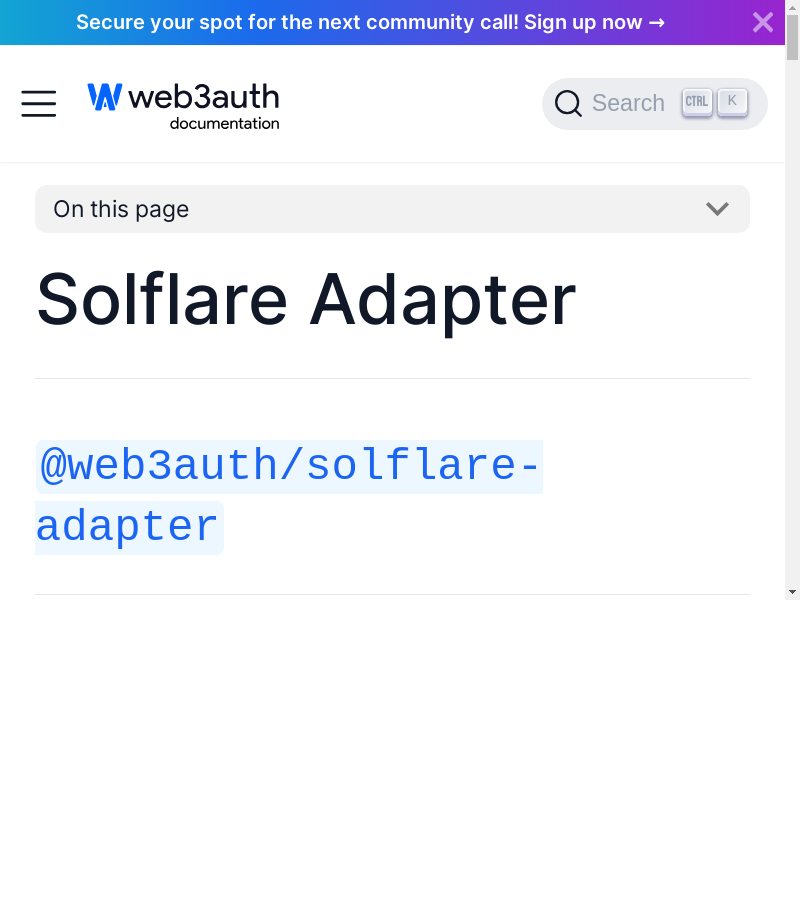 Secure your spot for the next community call! Sign up now →
web3auth
documentation
Search CTRL K
On this page
Solflare Adapter
@web3auth/solflare-
adapter